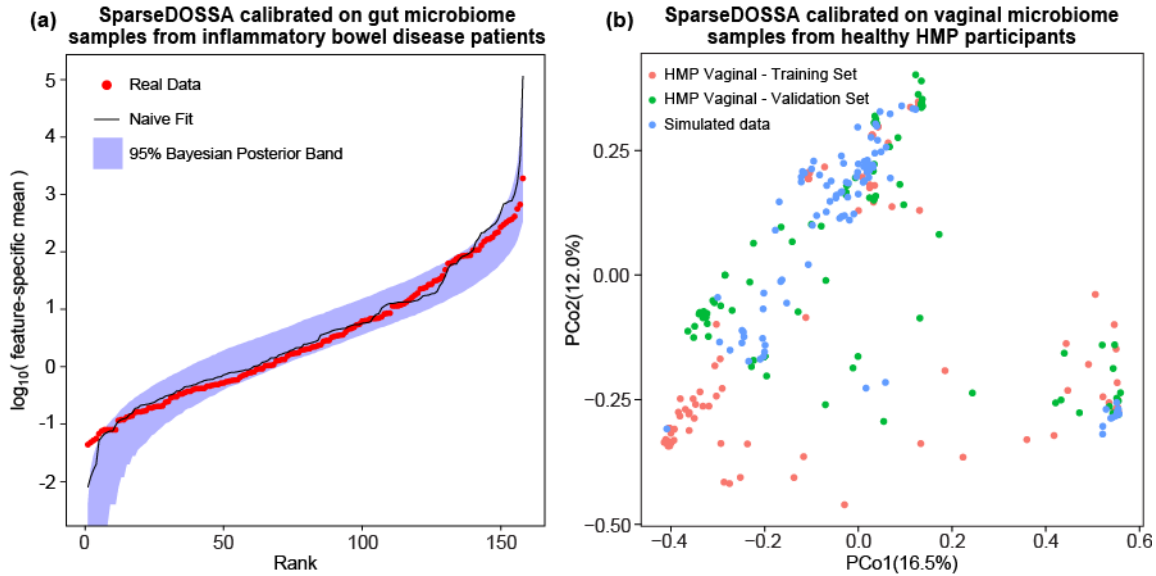 (a) SparseDOSSA calibrated on gut microbiome
samples from inflammatory bowel disease patients
Real Data
Naive Fit
95% Bayesian Posterior Band
log10( feature-specific mean )
5
4
3
2
1
0
-1
-2
0 50 100 150
Rank
(b) SparseDOSSA calibrated on vaginal microbiome
samples from healthy HMP participants
HMP Vaginal - Training Set
HMP Vaginal - Validation Set
Simulated data
PCo2(12.0%)
0.25
0.00
−0.25
−0.50
−0.4 −0.2 0.0 0.2 0.4 0.6
PCo1(16.5%)